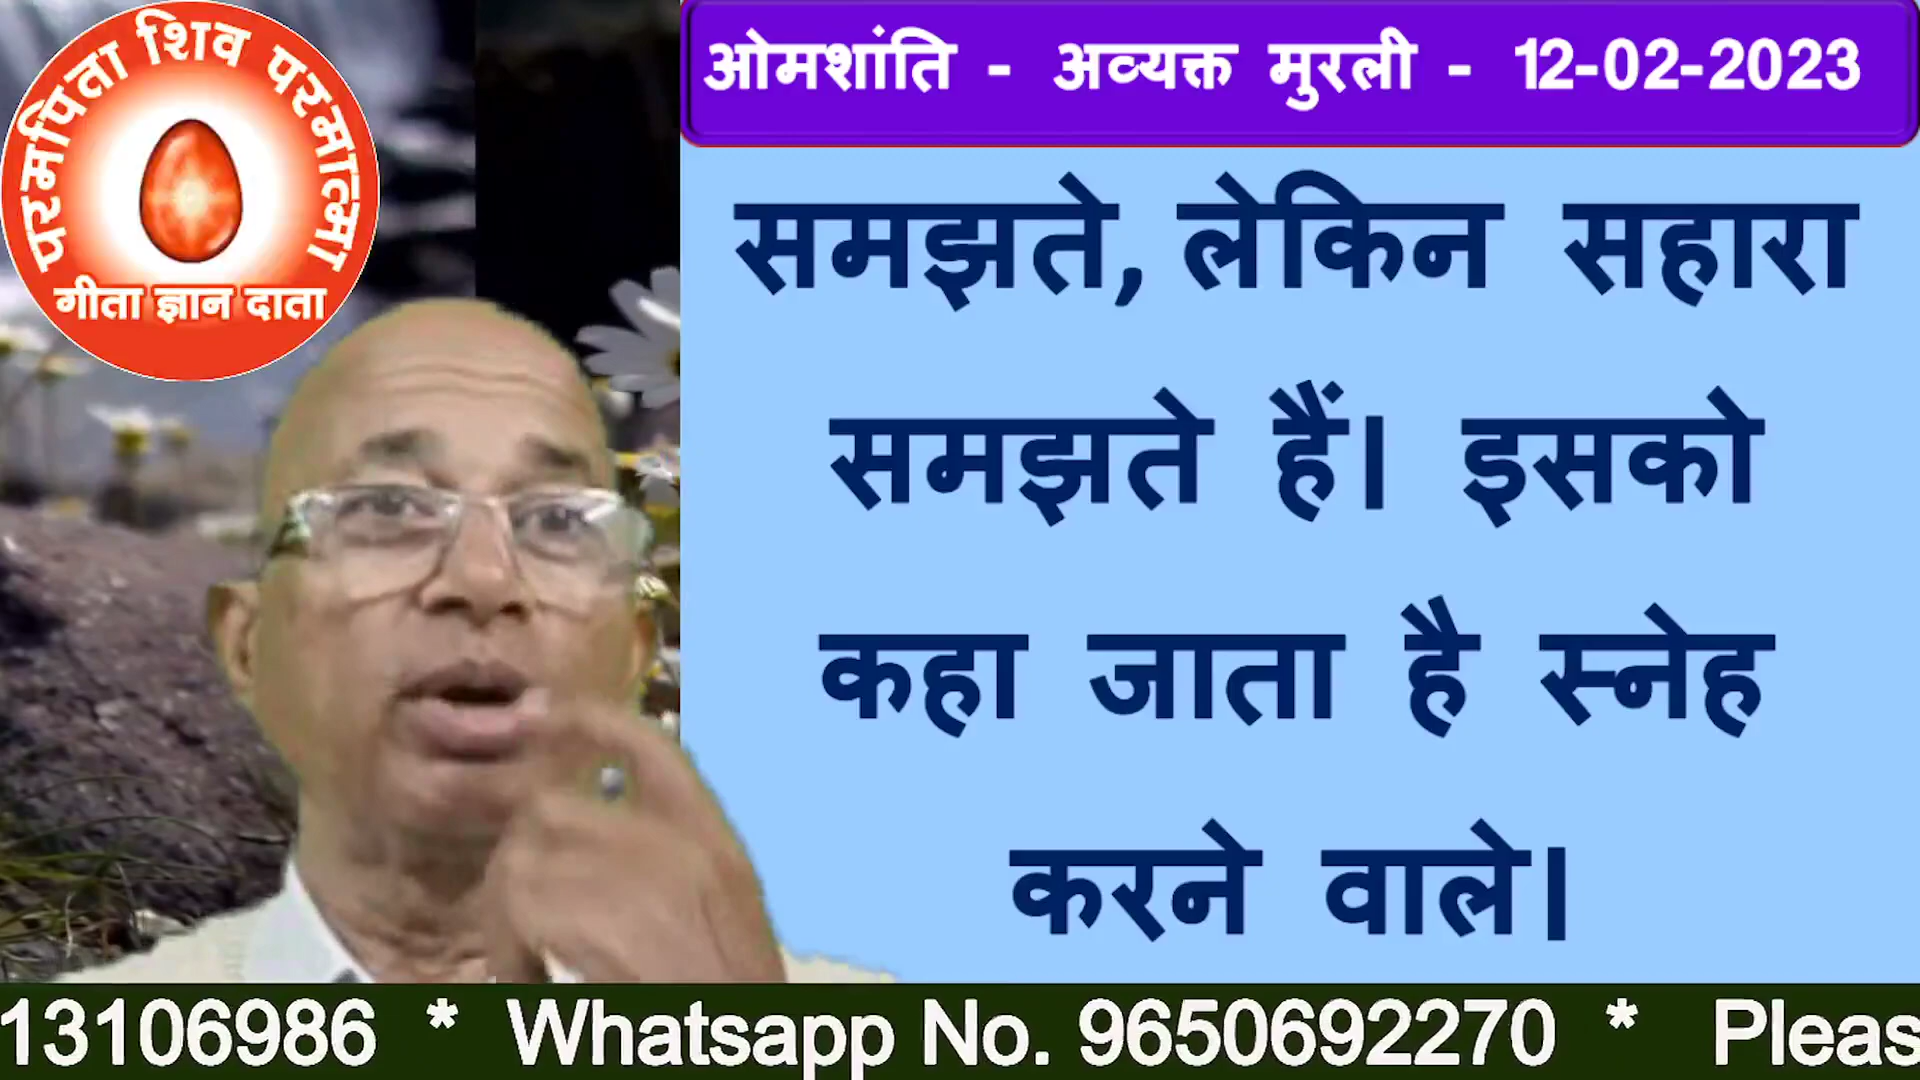 परमपिता शिव परमात्मा
गीता ज्ञान दाता
ओमशांति - अव्यक्त मुरली - 12-02-2023
समझते, लेकिन सहारा
समझते हैं। इसको
कहा जाता है स्नेह
करने वाले।
13106986 * Whatsapp No. 9650692270 * Pleas